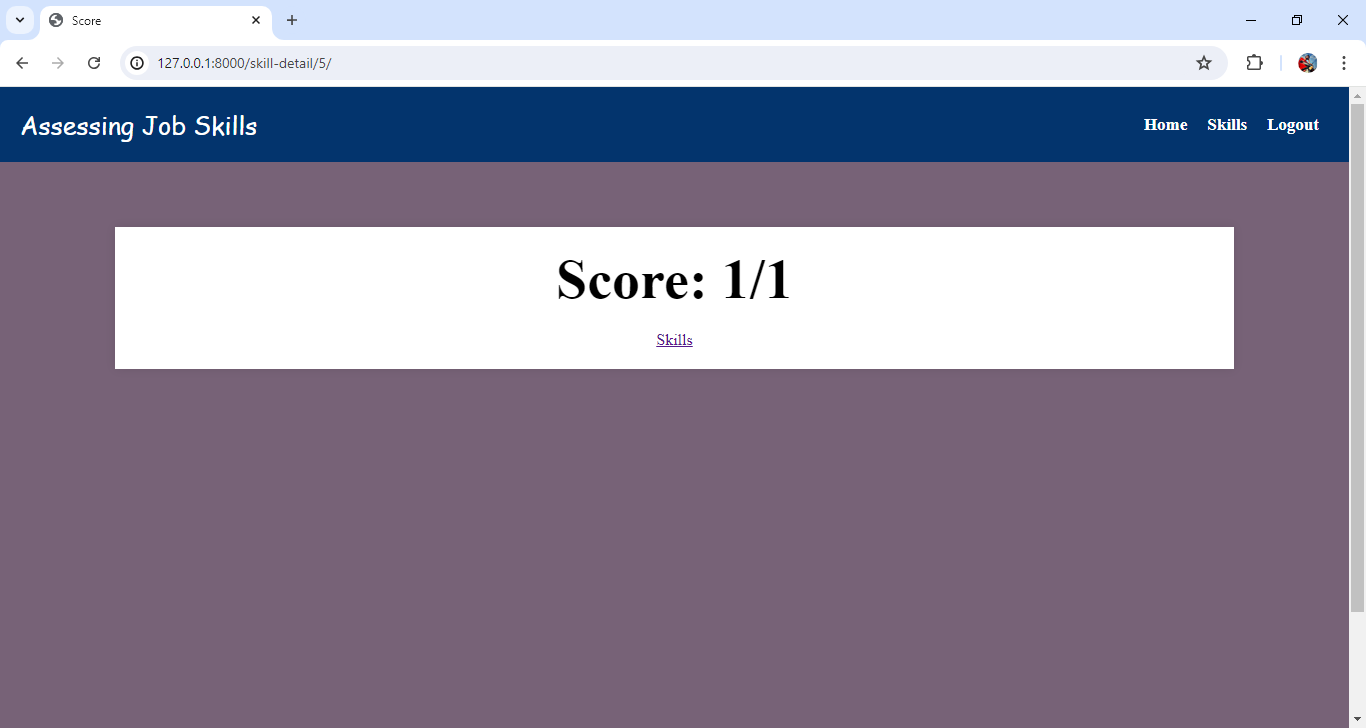 Score
127.0.0.1:8000/skill-detail/5/
Assessing Job Skills
Home Skills Logout
Score: 1/1
Skills